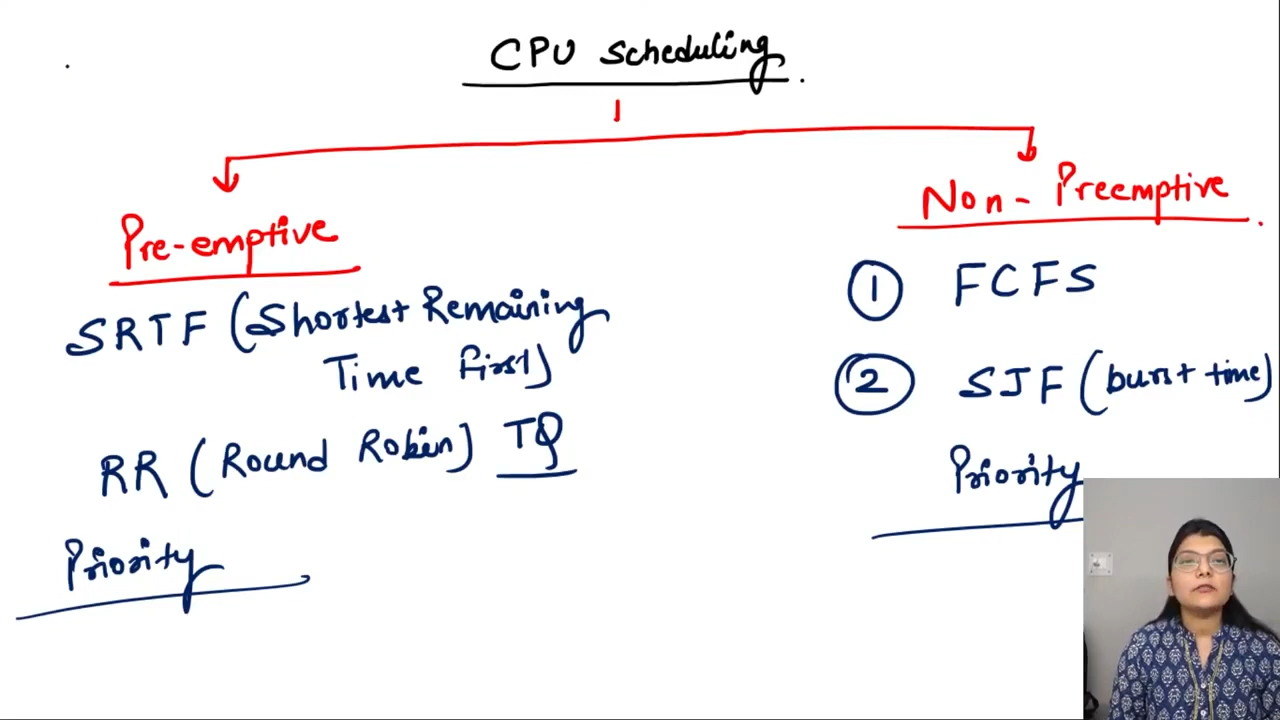 CPU Scheduling
Pre-emptive
SRTF (Shortest Remaining
Time First)
RR (Round Robin) TQ
Priority
Non-Preemptive
1 FCFS
2 SJF (burst time)
Priority